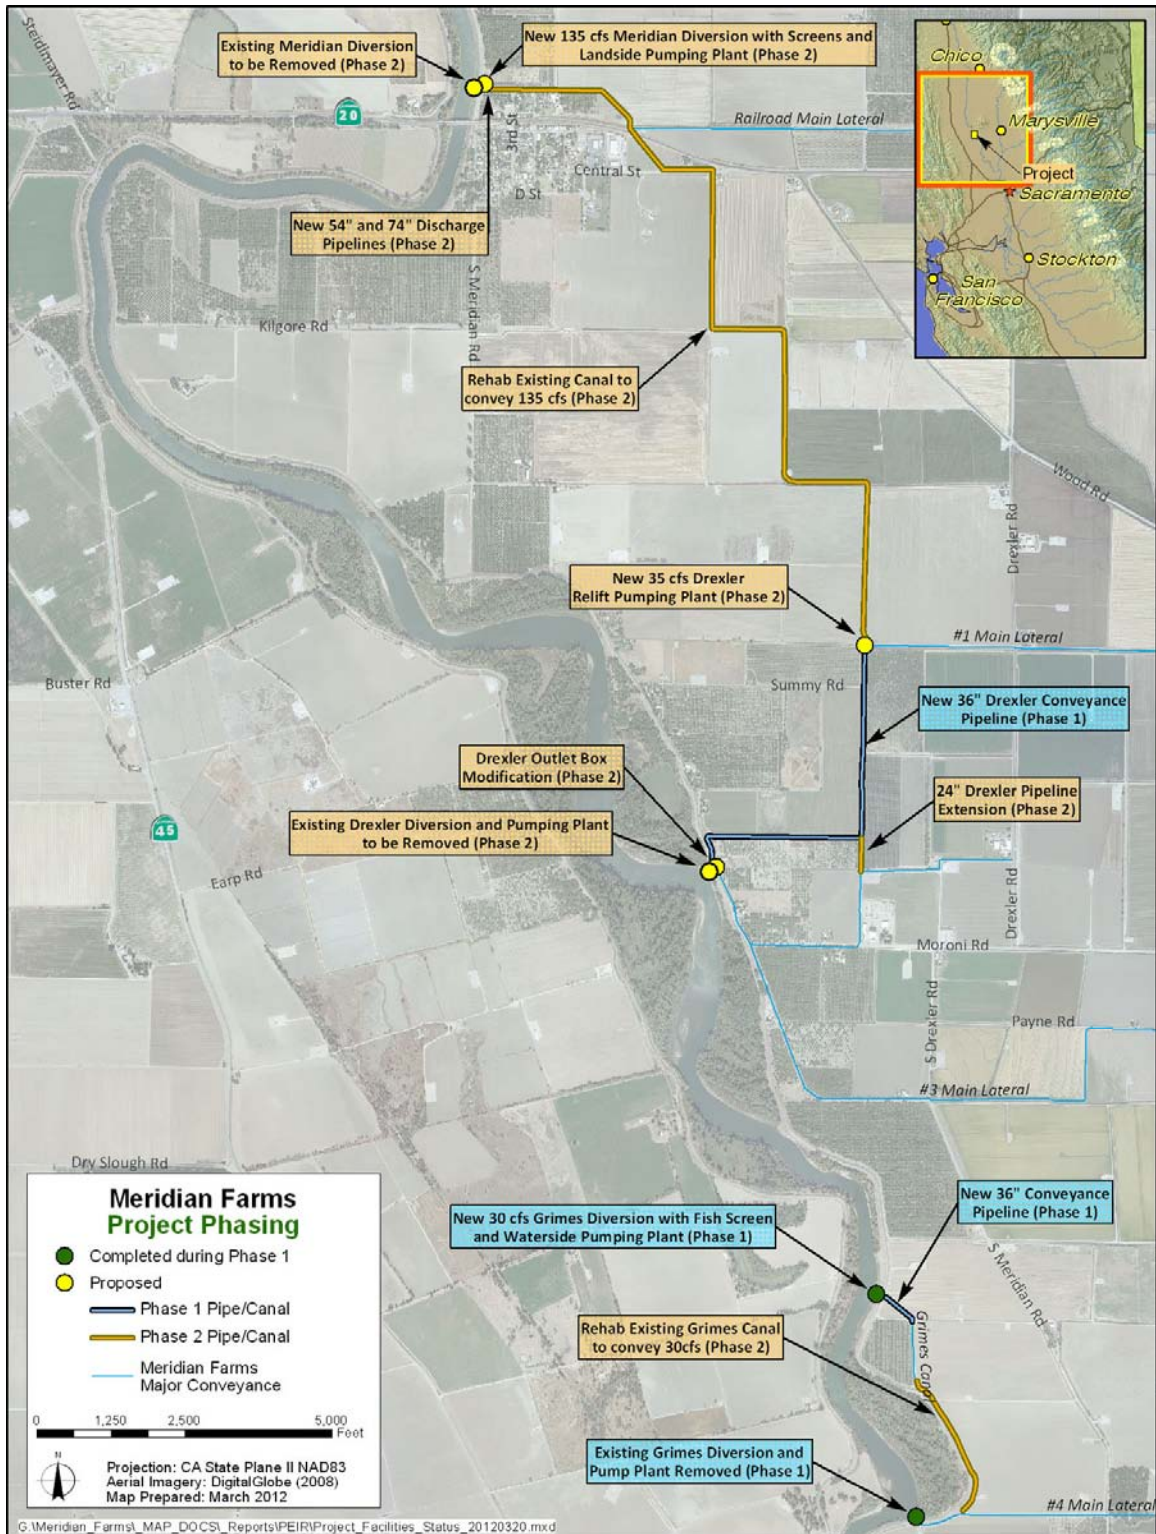 Steidlmayer Rd
Existing Meridian Diversion
to be Removed (Phase 2)
New 135 cfs Meridian Diversion with Screens and
Landside Pumping Plant (Phase 2)
Chico
Marysville
Project
Sacramento
Stockton
San
Francisco
20
3rd St
Railroad Main Lateral
Central St
D St
New 54" and 74" Discharge
Pipelines (Phase 2)
S Meridian Rd
Kilgore Rd
Rehab Existing Canal to
convey 135 cfs (Phase 2)
Wood Rd
Drexler Rd
New 35 cfs Drexler
Relift Pumping Plant (Phase 2)
#1 Main Lateral
Buster Rd
Summy Rd
New 36" Drexler Conveyance
Pipeline (Phase 1)
Drexler Outlet Box
Modification (Phase 2)
24" Drexler Pipeline
Extension (Phase 2)
45
Existing Drexler Diversion and Pumping Plant
to be Removed (Phase 2)
Earp Rd
Drexler Rd
Moroni Rd
S Drexler Rd
Payne Rd
#3 Main Lateral
Dry Slough Rd
New 36" Conveyance
Pipeline (Phase 1)
New 30 cfs Grimes Diversion with Fish Screen
and Waterside Pumping Plant (Phase 1)
S Meridian Rd
Grimes Canal
Rehab Existing Grimes Canal
to convey 30cfs (Phase 2)
Existing Grimes Diversion and
Pump Plant Removed (Phase 1)
#4 Main Lateral
Meridian Farms
Project Phasing
Completed during Phase 1
Proposed
Phase 1 Pipe/Canal
Phase 2 Pipe/Canal
Meridian Farms
Major Conveyance
0 1,250 2,500 5,000
Feet
N
Projection: CA State Plane II NAD83
Aerial Imagery: DigitalGlobe (2008)
Map Prepared: March 2012
G:\Meridian_Farms\_MAP_DOCS\_Reports\PEIR\Project_Facilities_Status_20120320.mxd